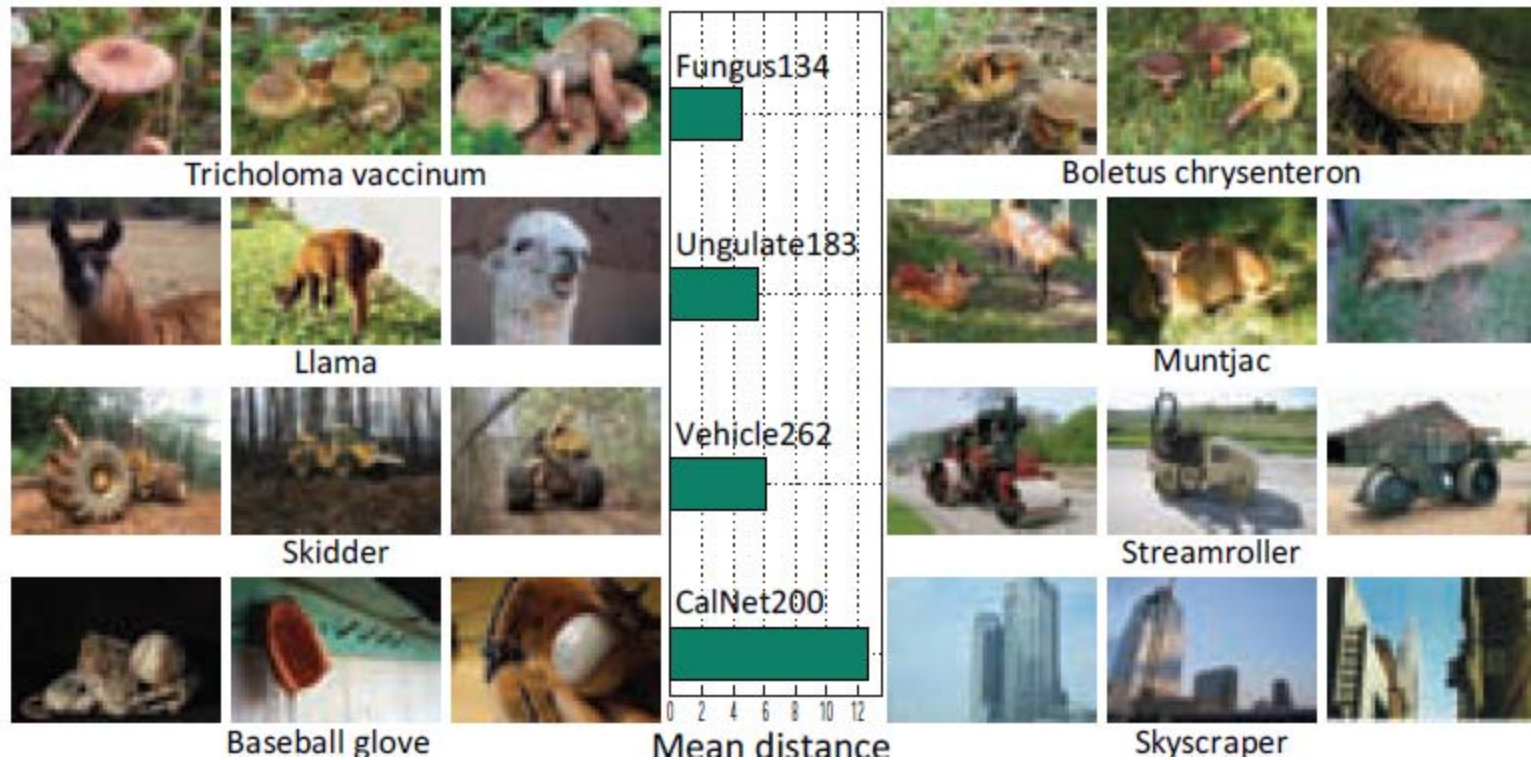 Fungus134
Tricholoma vaccinum
Boletus chrysenteron
Ungulate183
Llama
Muntjac
Vehicle262
Skidder
Streamroller
CalNet200
0 2 4 6 8 10 12
Baseball glove
Mean distance
Skyscraper